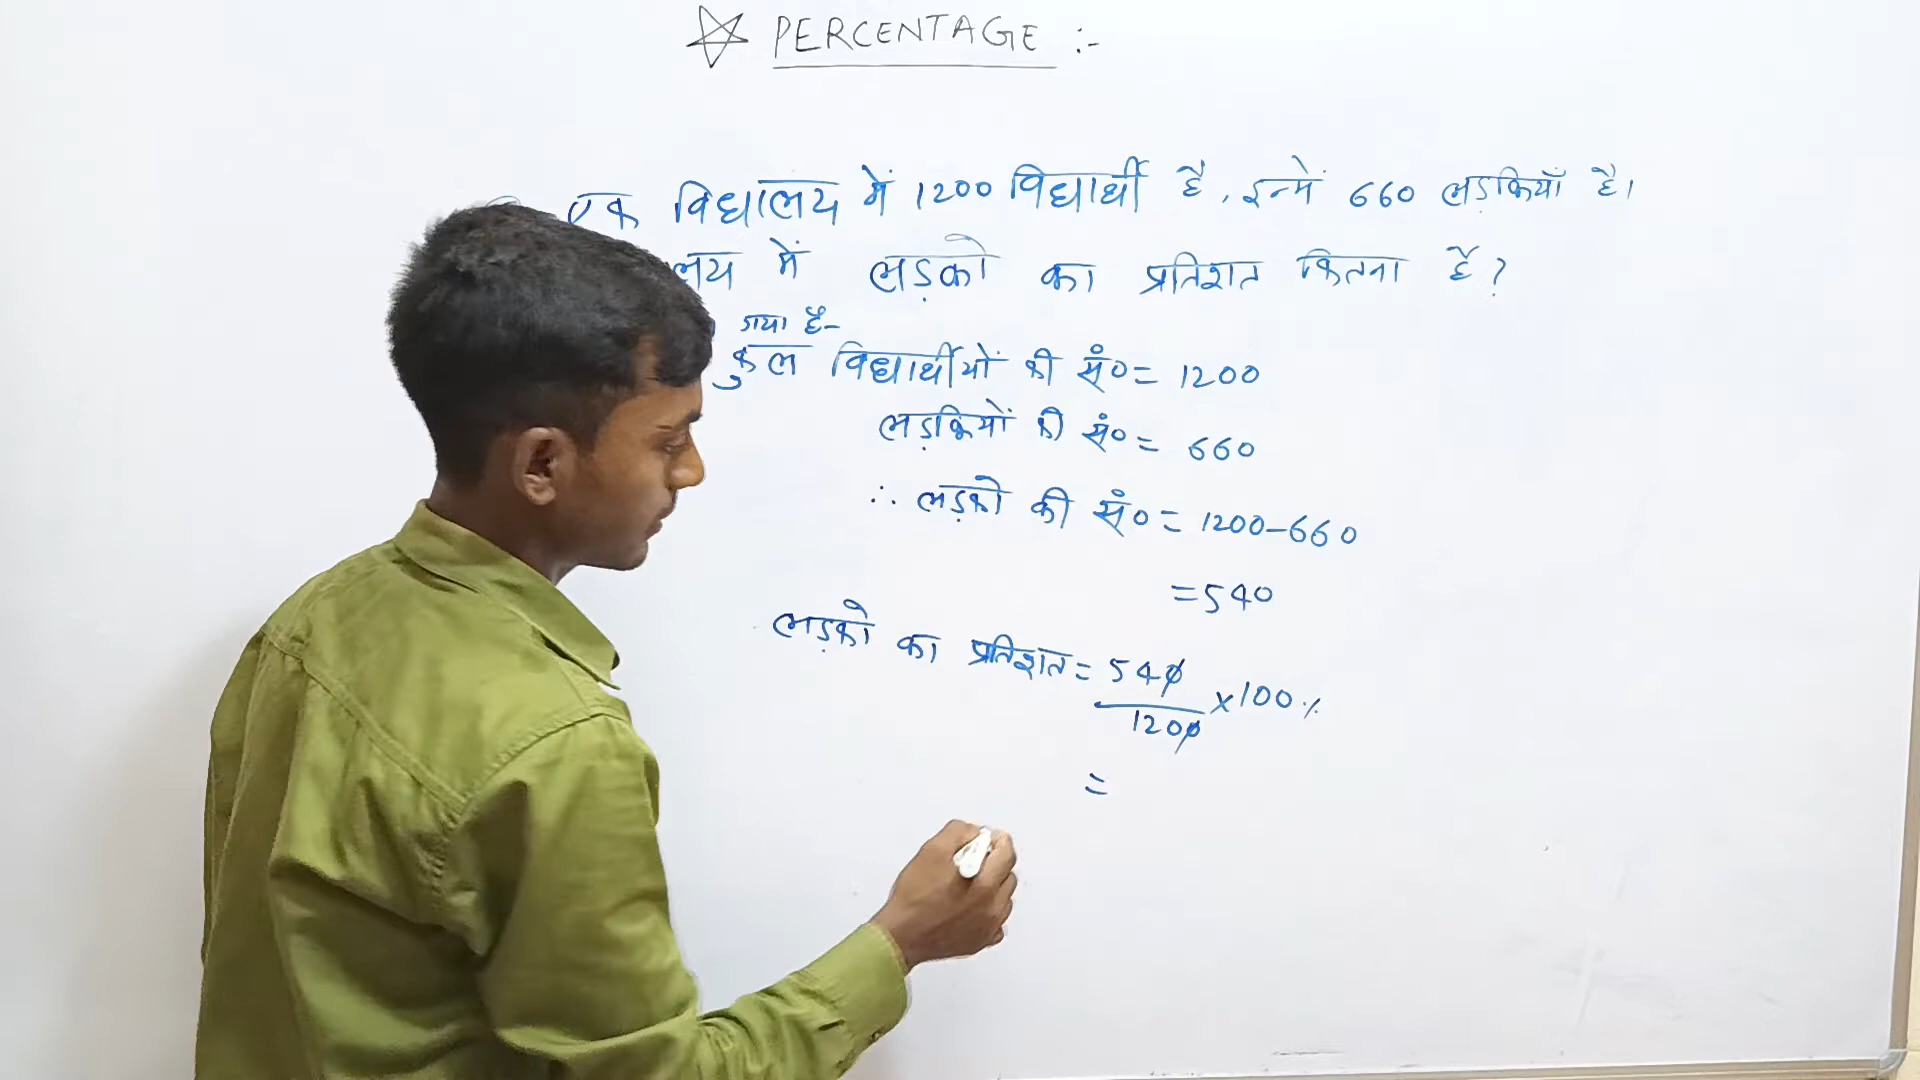 PERCENTAGE :-
एक विद्यालय में 1200 विद्यार्थी है, इनमें 660 लड़कियाँ है।
लय में लड़को का प्रतिशत कितना है?
गया है-
कुल विद्यार्थीयों की सं० = 1200
लड़कियों की सं० = 660
∴ लड़को की सं० = 1200-660
= 540
लड़को का प्रतिशत = 540/1200 × 100%
=